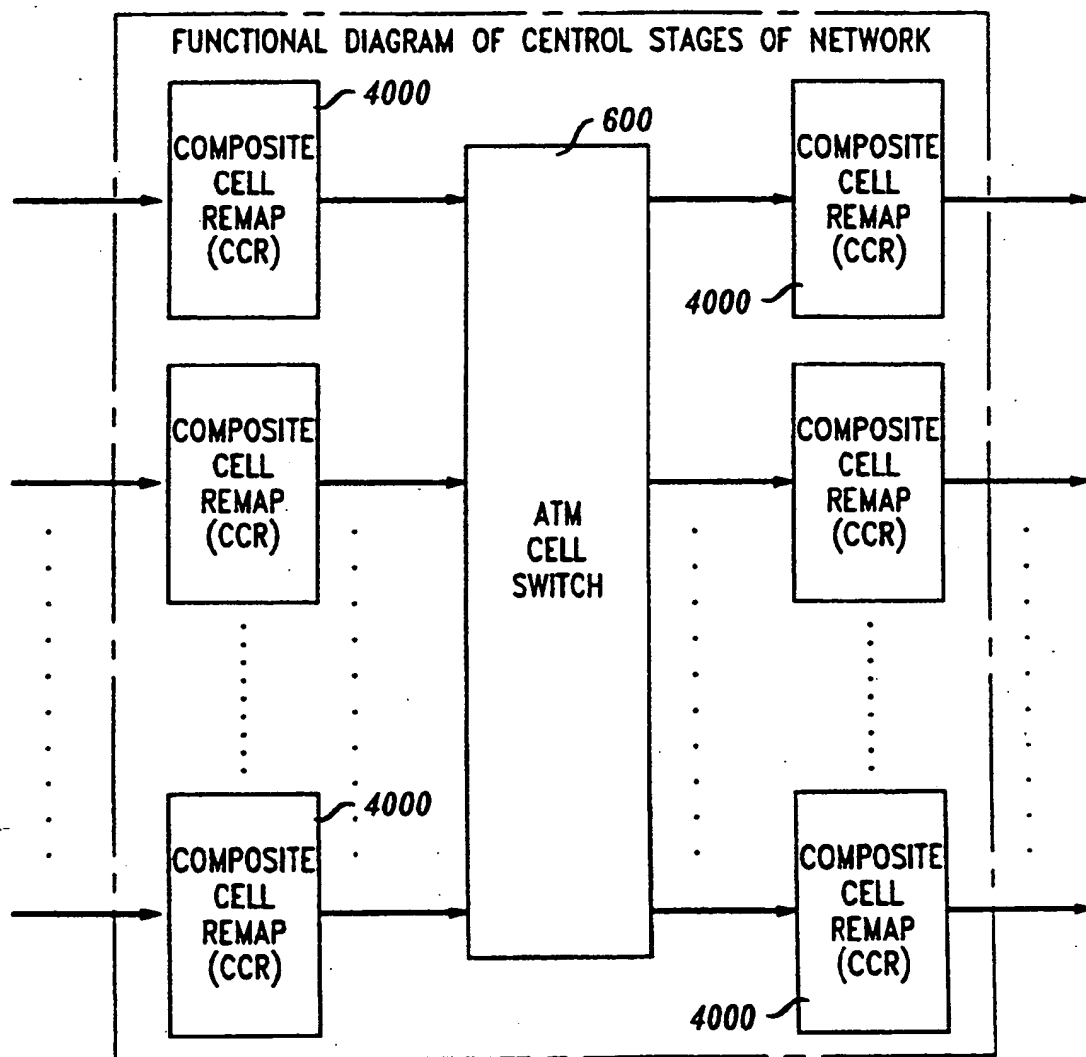 FUNCTIONAL DIAGRAM OF CENTROL STAGES OF NETWORK
4000
COMPOSITE
CELL
REMAP
(CCR)
600
COMPOSITE
CELL
REMAP
(CCR)
4000
COMPOSITE
CELL
REMAP
(CCR)
ATM
CELL
SWITCH
COMPOSITE
CELL
REMAP
(CCR)
4000
COMPOSITE
CELL
REMAP
(CCR)
COMPOSITE
CELL
REMAP
(CCR)
4000